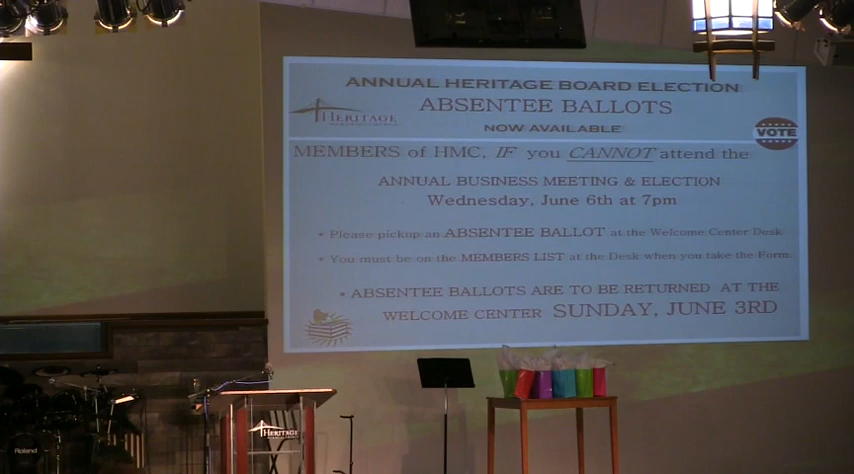 ANNUAL HERITAGE BOARD ELECTION
ABSENTEE BALLOTS
HERITAGE
NOW AVAILABLE
VOTE
MEMBERS of HMC, IF you CANNOT attend the
ANNUAL BUSINESS MEETING & ELECTION
Wednesday, June 6th at 7pm
• Please pickup an ABSENTEE BALLOT at the Welcome Center Desk
• You must be on the MEMBERS LIST at the Desk when you take the Form.
• ABSENTEE BALLOTS ARE TO BE RETURNED AT THE
WELCOME CENTER SUNDAY, JUNE 3RD
HERITAGE
Roland